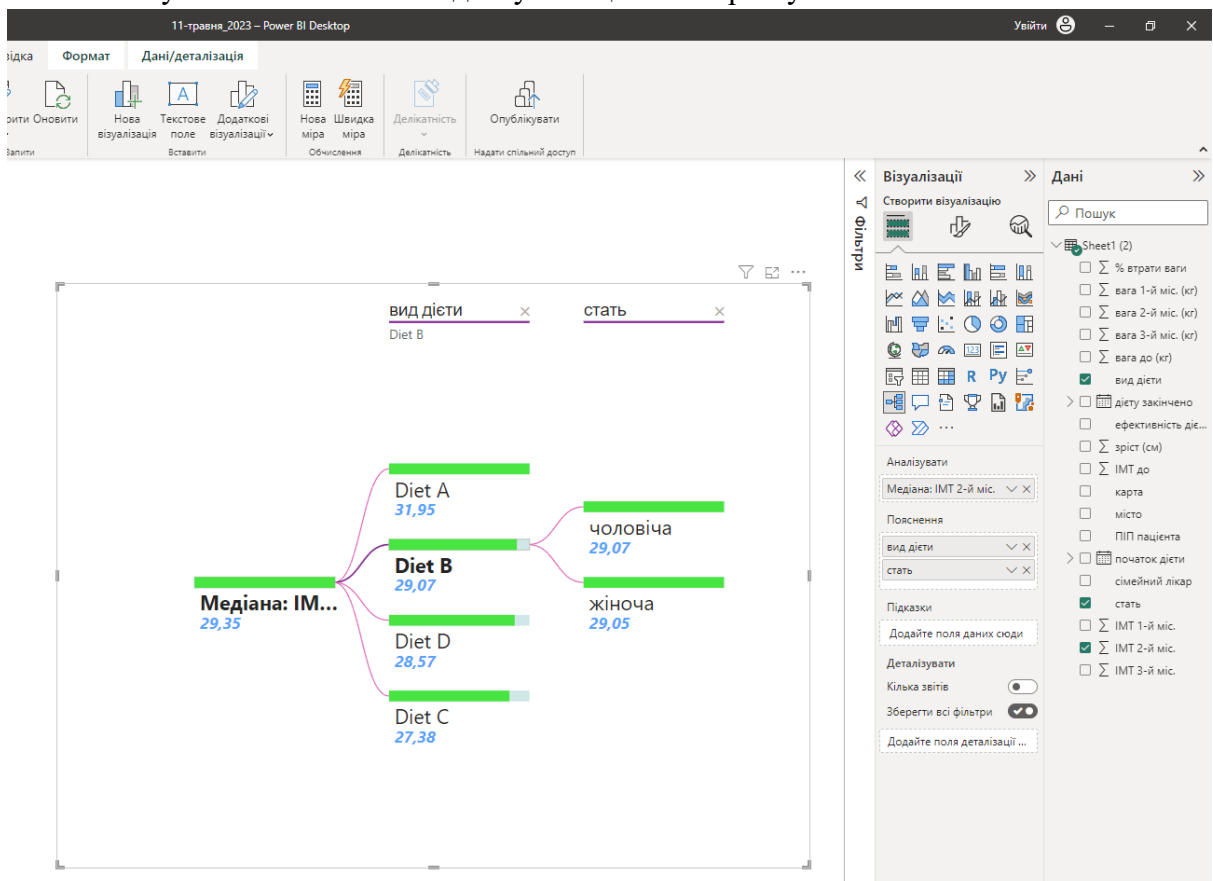 11-травня_2023 – Power BI Desktop
Увійти
Формат
Дані/деталізація
Оновити
Нова візуалізація
Текстове поле
Додаткові візуалізації
Нова міра
Швидка міра
Делікатність
Опублікувати
Вставити
Обчислення
Делікатність
Надати спільний доступ
вид дієти
Diet B
стать
Diet A
31,95
Diet B
29,07
Diet D
28,57
Diet C
27,38
Медіана: ІМ...
29,35
чоловіча
29,07
жіноча
29,05
Фільтри
Візуалізації
Створити візуалізацію
123
R
Py
Аналізувати
Медіана: ІМТ 2-й міс.
Пояснення
вид дієти
стать
Підказки
Додайте поля даних сюди
Деталізувати
Кілька звітів
Зберегти всі фільтри
Додайте поля деталізації ...
Дані
Пошук
Sheet1 (2)
% втрати ваги
вага 1-й міс. (кг)
вага 2-й міс. (кг)
вага 3-й міс. (кг)
вага до (кг)
вид дієти
дієту закінчено
ефективність діє...
зріст (см)
ІМТ до
карта
місто
ПІП пацієнта
початок дієти
сімейний лікар
стать
ІМТ 1-й міс.
ІМТ 2-й міс.
ІМТ 3-й міс.